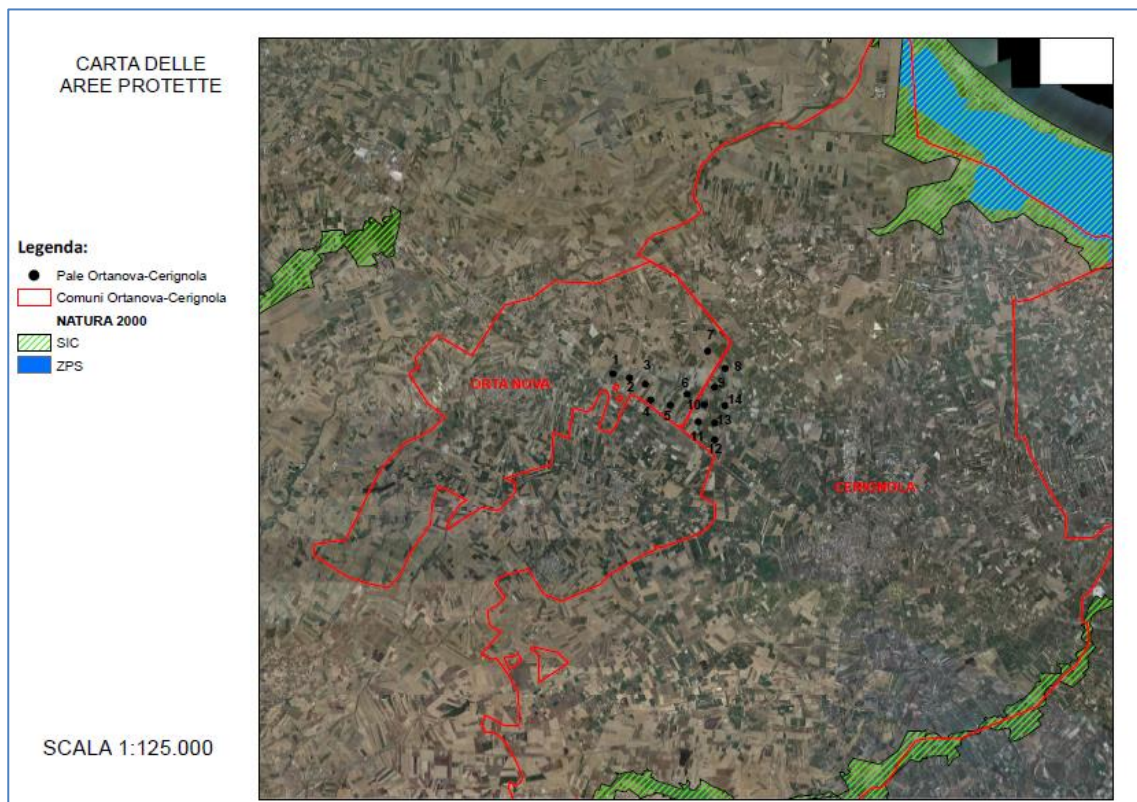 CARTA DELLE
AREE PROTETTE
Legenda:
Pale Ortanova-Cerignola
Comuni Ortanova-Cerignola
NATURA 2000
SIC
ZPS
SCALA 1:125.000
7
8
1
3
2
ORTA NOVA
6
9
4
5
10
14
11
13
12
CERIGNOLA